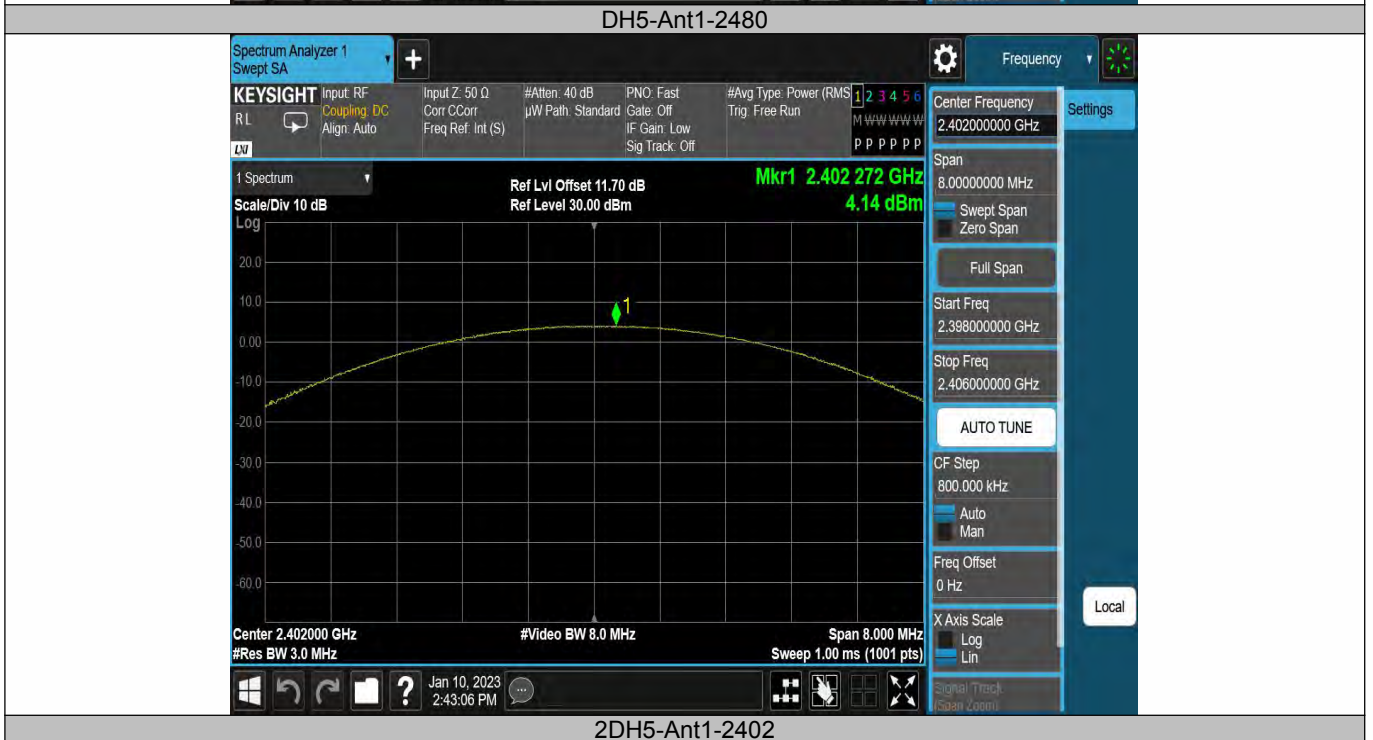 DH5-Ant1-2480
Spectrum Analyzer 1
Swept SA
+
Frequency
KEYSIGHT
RL
LXI
Input: RF
Coupling: DC
Align: Auto
Input Z: 50 Ω
Corr CCorr
Freq Ref: Int (S)
#Atten: 40 dB
µW Path: Standard
PNO: Fast
Gate: Off
IF Gain: Low
Sig Track: Off
#Avg Type: Power (RMS
Trig: Free Run
1 2 3 4 5 6
M W W W W W
P P P P P P
1 Spectrum
Scale/Div 10 dB
Log
Ref Lvl Offset 11.70 dB
Ref Level 30.00 dBm
Mkr1 2.402 272 GHz
4.14 dBm
20.0
10.0
0.00
-10.0
-20.0
-30.0
-40.0
-50.0
-60.0
1
Center 2.402000 GHz
#Res BW 3.0 MHz
#Video BW 8.0 MHz
Span 8.000 MHz
Sweep 1.00 ms (1001 pts)
Center Frequency
2.402000000 GHz
Settings
Span
8.00000000 MHz
Swept Span
Zero Span
Full Span
Start Freq
2.398000000 GHz
Stop Freq
2.406000000 GHz
AUTO TUNE
CF Step
800.000 kHz
Auto
Man
Freq Offset
0 Hz
X Axis Scale
Log
Lin
Signal Track
(Span Zoom)
Local
?
Jan 10, 2023
2:43:06 PM
2DH5-Ant1-2402